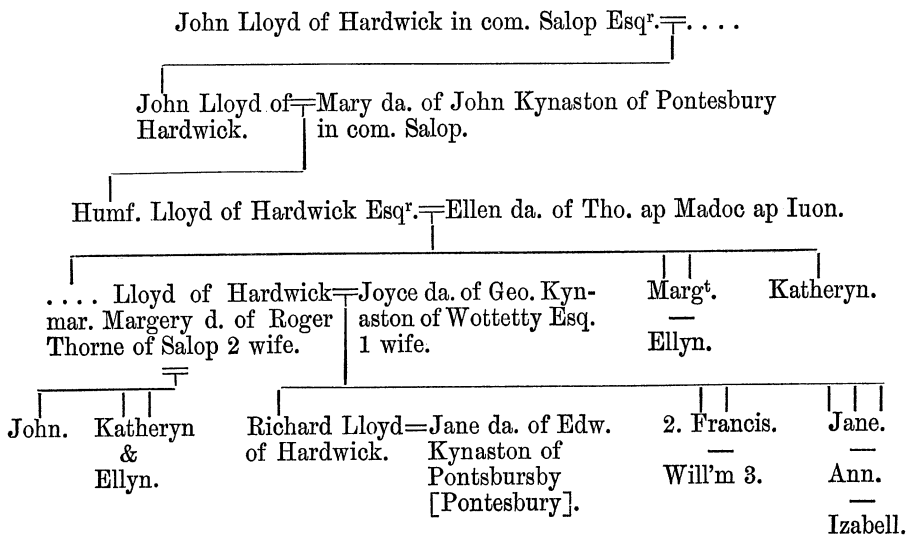 John Lloyd of Hardwick in com. Salop Esqr.=. . . .
John Lloyd of=Mary da. of John Kynaston of Pontesbury
Hardwick. in com. Salop.
Humf. Lloyd of Hardwick Esqr.=Ellen da. of Tho. ap Madoc ap Iuon.
. . . . Lloyd of Hardwick=Joyce da. of Geo. Kyn-
mar. Margery d. of Roger aston of Wottetty Esq.
Thorne of Salop 2 wife. 1 wife.
Margt.
Ellyn.
Katheryn.
John.
Katheryn
&
Ellyn.
Richard Lloyd=Jane da. of Edw.
of Hardwick. Kynaston of
Pontsbursby
[Pontesbury].
2. Francis.
Will'm 3.
Jane.
Ann.
Izabell.